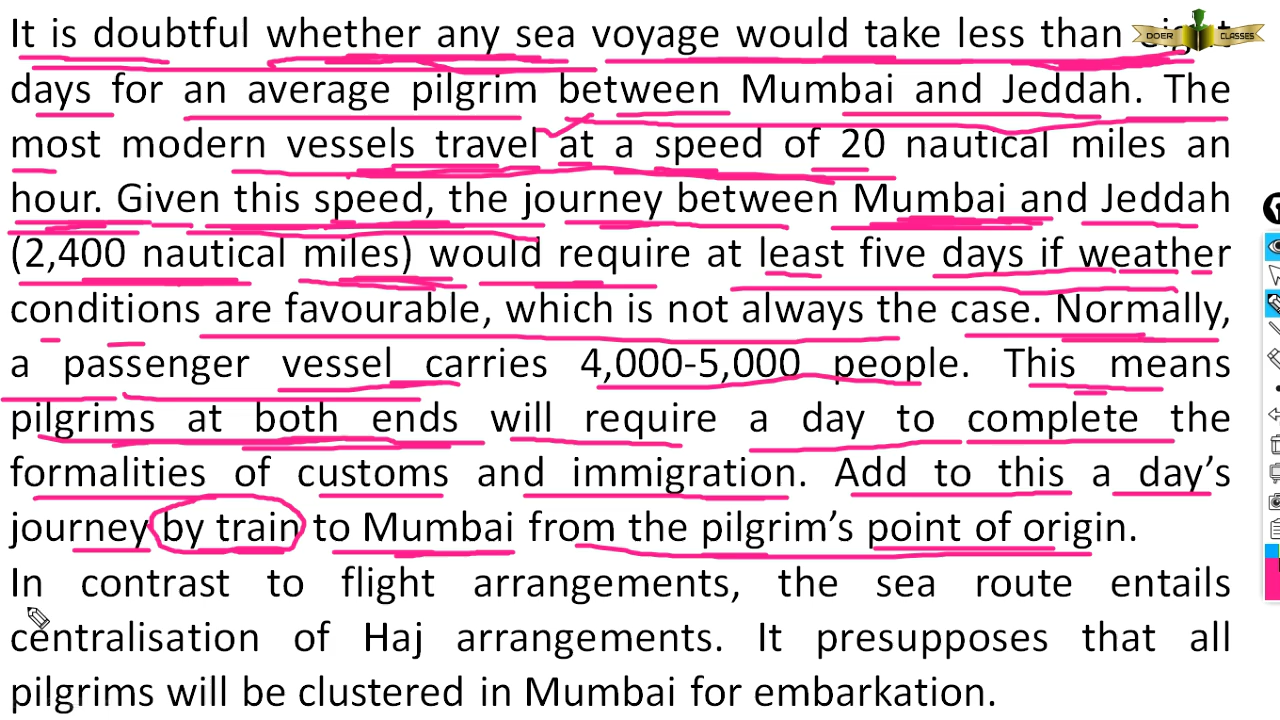 It is doubtful whether any sea voyage would take less than eight
days for an average pilgrim between Mumbai and Jeddah. The
most modern vessels travel at a speed of 20 nautical miles an
hour. Given this speed, the journey between Mumbai and Jeddah
(2,400 nautical miles) would require at least five days if weather
conditions are favourable, which is not always the case. Normally,
a passenger vessel carries 4,000-5,000 people. This means
pilgrims at both ends will require a day to complete the
formalities of customs and immigration. Add to this a day’s
journey by train to Mumbai from the pilgrim’s point of origin.
In contrast to flight arrangements, the sea route entails
centralisation of Haj arrangements. It presupposes that all
pilgrims will be clustered in Mumbai for embarkation.
DOER CLASSES